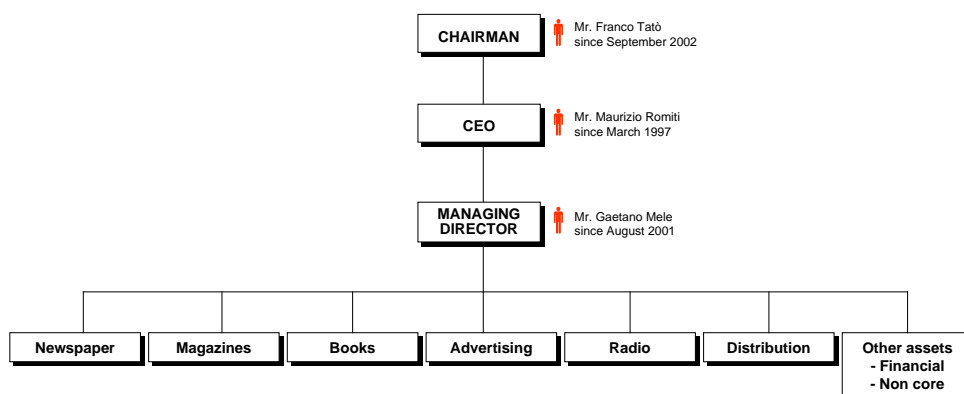 CHAIRMAN
Mr. Franco Tatò
since September 2002
CEO
Mr. Maurizio Romiti
since March 1997
MANAGING
DIRECTOR
Mr. Gaetano Mele
since August 2001
Newspaper
Magazines
Books
Advertising
Radio
Distribution
Other assets
- Financial
- Non core